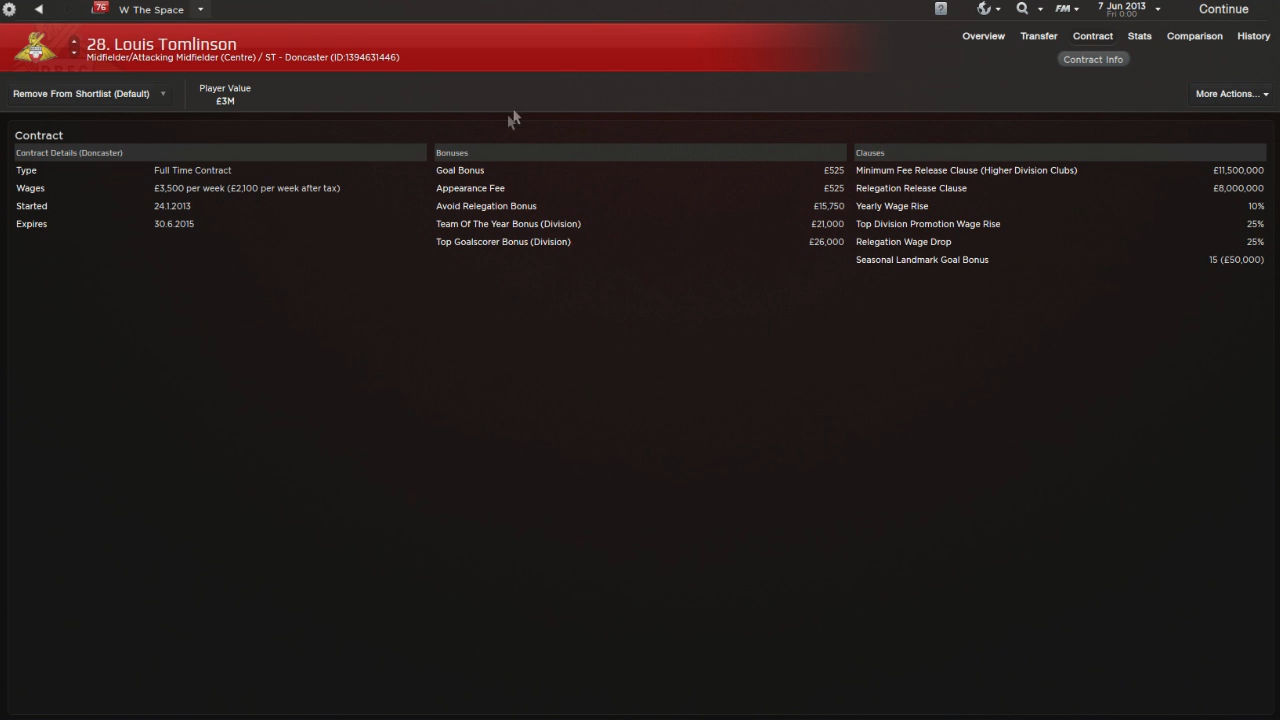 76 W The Space
? FM 7 Jun 2013 Continue
Fri 0:00
28. Louis Tomlinson
Midfielder/Attacking Midfielder (Centre) / ST - Doncaster (ID:1394631446)
Overview Transfer Contract Stats Comparison History
Contract Info
Remove From Shortlist (Default)
Player Value
£3M
More Actions...
Contract
Contract Details (Doncaster) Bonuses Clauses
Type Full Time Contract Goal Bonus £525 Minimum Fee Release Clause (Higher Division Clubs) £11,500,000
Wages £3,500 per week (£2,100 per week after tax) Appearance Fee £525 Relegation Release Clause £8,000,000
Started 24.1.2013 Avoid Relegation Bonus £15,750 Yearly Wage Rise 10%
Expires 30.6.2015 Team Of The Year Bonus (Division) £21,000 Top Division Promotion Wage Rise 25%
Top Goalscorer Bonus (Division) £26,000 Relegation Wage Drop 25%
Seasonal Landmark Goal Bonus 15 (£50,000)